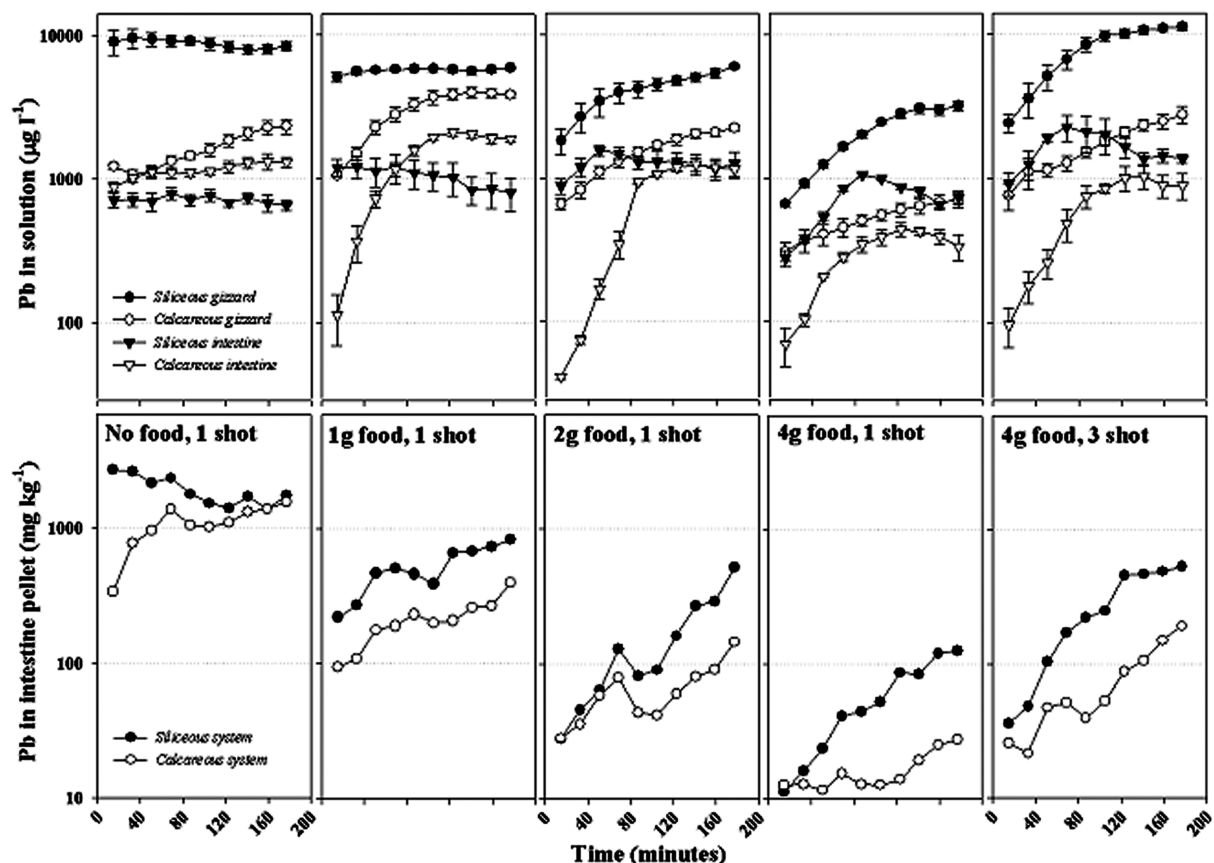 Pb in solution (µg l⁻¹)
10000
1000
100
Siliceous gizzard
Calcareous gizzard
Siliceous intestine
Calcareous intestine
Pb in intestine pellet (mg kg⁻¹)
No food, 1 shot
1g food, 1 shot
2g food, 1 shot
4g food, 1 shot
4g food, 3 shot
1000
100
10
Siliceous system
Calcareous system
0 40 80 120 160 200
0 40 80 120 160 200
0 40 80 120 160 200
Time (minutes)